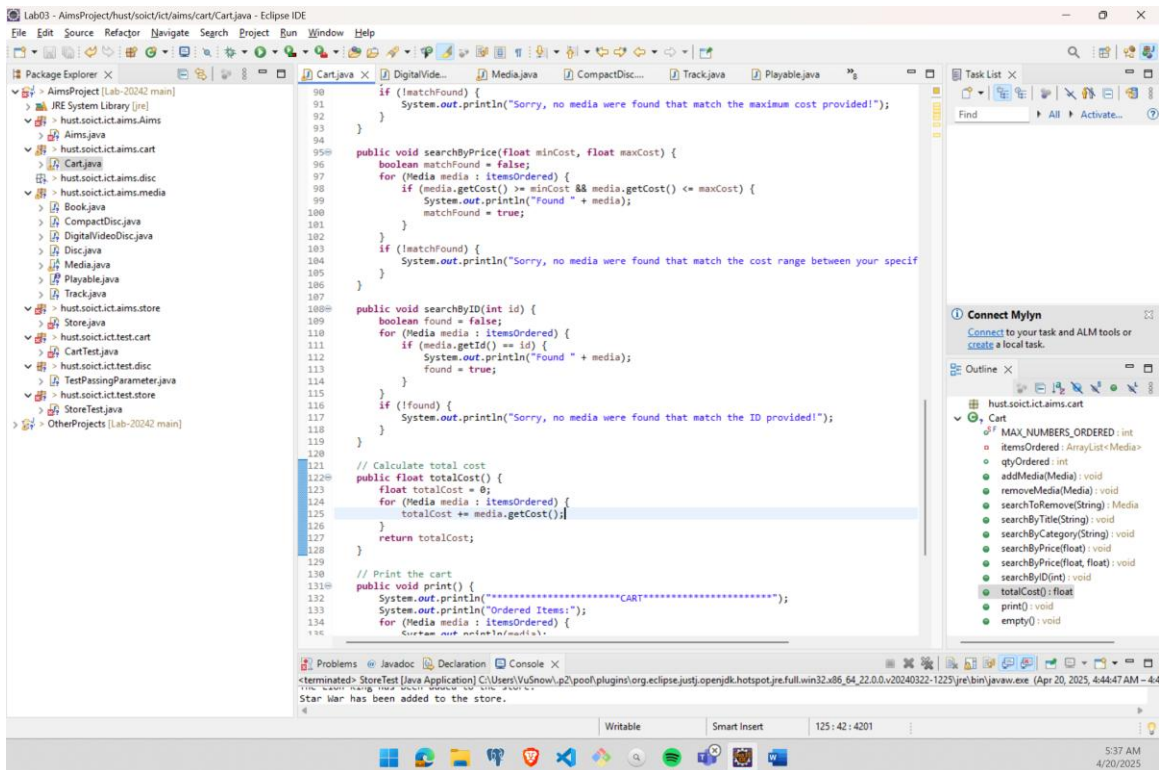 Lab03 - AimsProject/hust/soict/ict/aims/cart/Cart.java - Eclipse IDE
File Edit Source Refactor Navigate Search Project Run Window Help
Package Explorer
AimsProject [Lab-20242 main]
JRE System Library [jre]
> hust.soict.ict.aims.Aims
Aims.java
> hust.soict.ict.aims.cart
Cart.java
> hust.soict.ict.aims.disc
> hust.soict.ict.aims.media
Book.java
CompactDisc.java
DigitalVideoDisc.java
Disc.java
Media.java
Playable.java
Track.java
> hust.soict.ict.aims.store
Store.java
> hust.soict.ict.test.cart
CartTest.java
> hust.soict.ict.test.disc
TestPassingParameter.java
> hust.soict.ict.test.store
StoreTest.java
> OtherProjects [Lab-20242 main]
Cart.java DigitalVide... Media.java CompactDisc.... Track.java Playable.java »8
90 if (!matchFound) {
91 System.out.println("Sorry, no media were found that match the maximum cost provided!");
92 }
93 }
94
95 public void searchByPrice(float minCost, float maxCost) {
96 boolean matchFound = false;
97 for (Media media : itemsOrdered) {
98 if (media.getCost() >= minCost && media.getCost() <= maxCost) {
99 System.out.println("Found " + media);
100 matchFound = true;
101 }
102 }
103 if (!matchFound) {
104 System.out.println("Sorry, no media were found that match the cost range between your specif
105 }
106 }
107
108 public void searchByID(int id) {
109 boolean found = false;
110 for (Media media : itemsOrdered) {
111 if (media.getId() == id) {
112 System.out.println("Found " + media);
113 found = true;
114 }
115 }
116 if (!found) {
117 System.out.println("Sorry, no media were found that match the ID provided!");
118 }
119 }
120
121 // Calculate total cost
122 public float totalCost() {
123 float totalCost = 0;
124 for (Media media : itemsOrdered) {
125 totalCost += media.getCost();
126 }
127 return totalCost;
128 }
129
130 // Print the cart
131 public void print() {
132 System.out.println("***********************CART***********************");
133 System.out.println("Ordered Items:");
134 for (Media media : itemsOrdered) {
135 System.out.println(media);
Task List
Find All Activate...
Connect Mylyn
Connect to your task and ALM tools or
create a local task.
Outline
hust.soict.ict.aims.cart
Cart
MAX_NUMBERS_ORDERED : int
itemsOrdered : ArrayList<Media>
qtyOrdered : int
addMedia(Media) : void
removeMedia(Media) : void
searchToRemove(String) : Media
searchByTitle(String) : void
searchByCategory(String) : void
searchByPrice(float) : void
searchByPrice(float, float) : void
searchByID(int) : void
totalCost() : float
print() : void
empty() : void
Problems Javadoc Declaration Console
<terminated> StoreTest [Java Application] C:\Users\VuSnow\.p2\pool\plugins\org.eclipse.justj.openjdk.hotspot.jre.full.win32.x86_64_22.0.0.v20240322-1225\jre\bin\javaw.exe (Apr 20, 2025, 4:44:47 AM – 4:4
The Lion King has been added to the store.
Star War has been added to the store.
Writable Smart Insert 125 : 42 : 4201
5:37 AM
4/20/2025